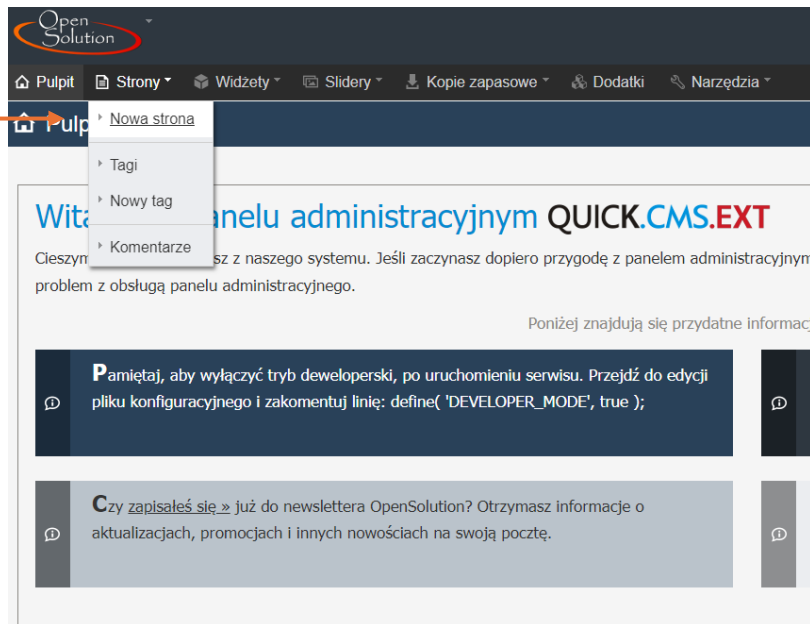 Open
Solution
Pulpit Strony Widżety Slidery Kopie zapasowe Dodatki Narzędzia
Pulp
Nowa strona
Tagi
Nowy tag
Komentarze
Wita anelu administracyjnym QUICK.CMS.EXT
Cieszym sz z naszego systemu. Jeśli zaczynasz dopiero przygodę z panelem administracyjnym
problem z obsługą panelu administracyjnego.
Poniżej znajdują się przydatne informac
Pamiętaj, aby wyłączyć tryb deweloperski, po uruchomieniu serwisu. Przejdź do edycji
pliku konfiguracyjnego i zakomentuj linię: define( 'DEVELOPER_MODE', true );
Czy zapisałeś się » już do newslettera OpenSolution? Otrzymasz informacje o
aktualizacjach, promocjach i innych nowościach na swoją pocztę.